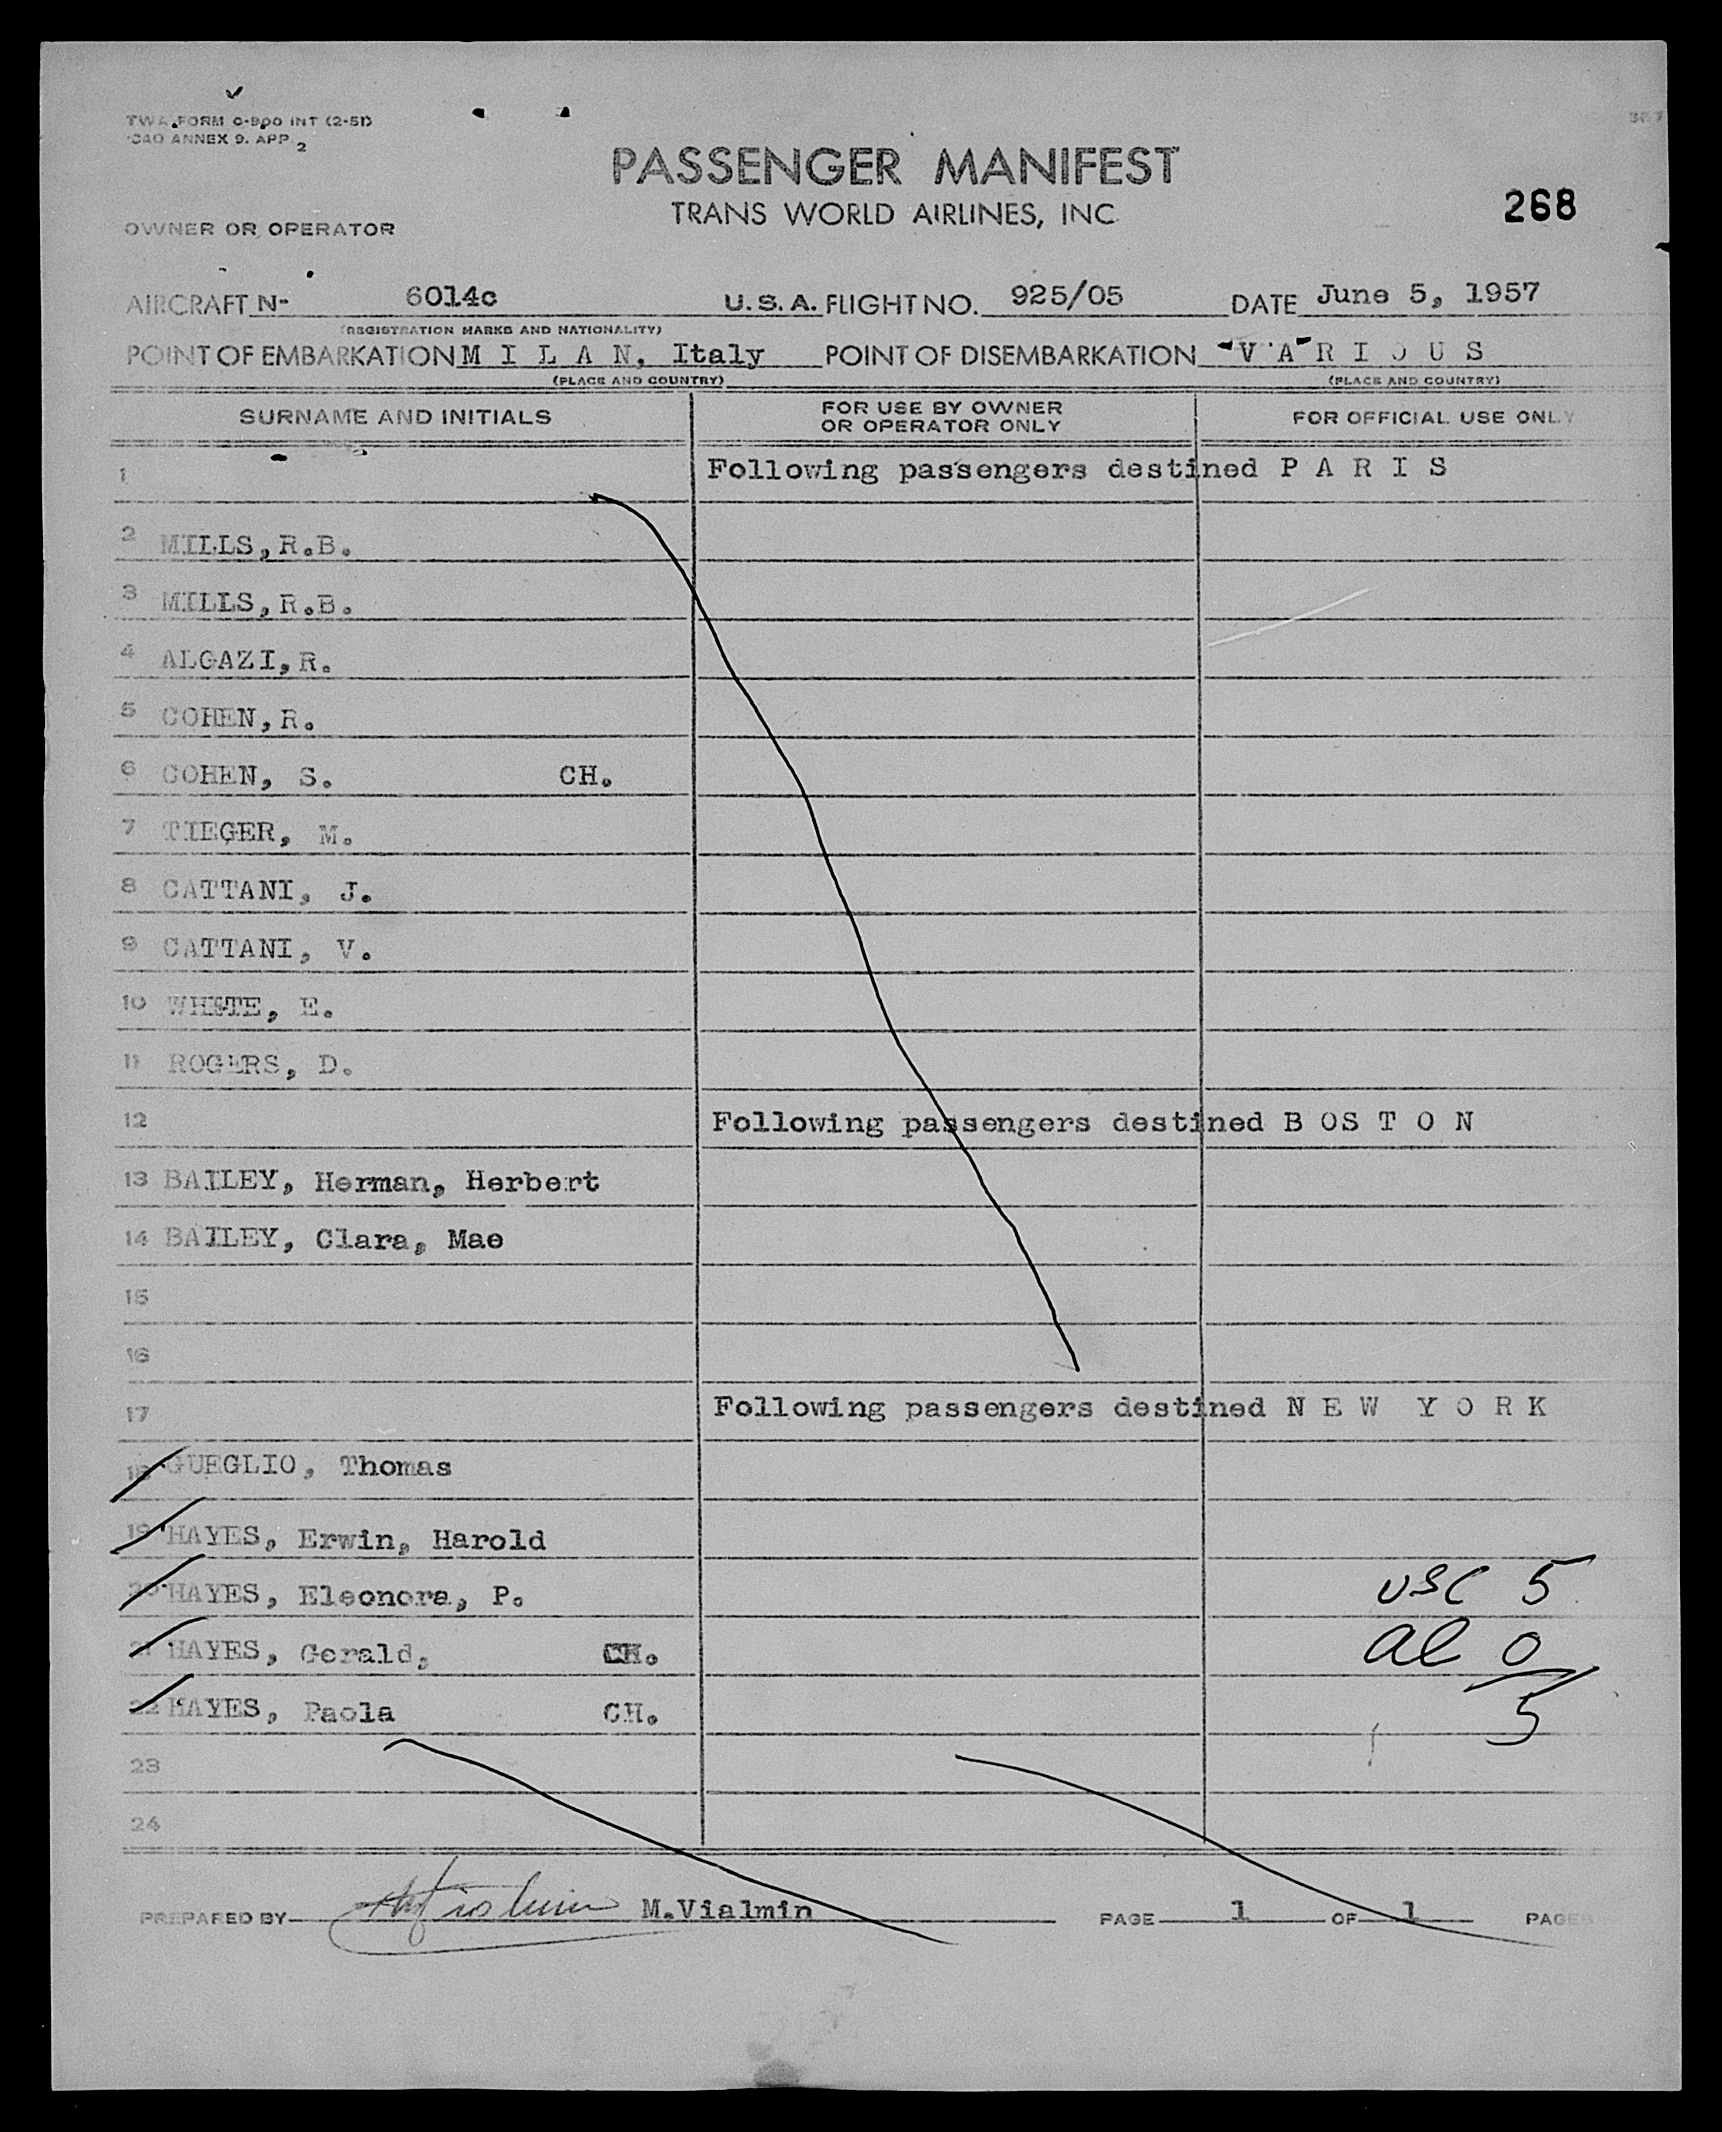 TWA FORM O-800 INT (2-51)
ICAO ANNEX 9. APP 2
PASSENGER MANIFEST
TRANS WORLD AIRLINES, INC
268
OWNER OR OPERATOR
AIRCRAFT N- 6014c U.S.A. FLIGHT NO. 925/05 DATE June 5, 1957
(REGISTRATION MARKS AND NATIONALITY)
POINT OF EMBARKATION M I L A N, Italy POINT OF DISEMBARKATION V A R I O U S
(PLACE AND COUNTRY) (PLACE AND COUNTRY)
SURNAME AND INITIALS FOR USE BY OWNER OR OPERATOR ONLY FOR OFFICIAL USE ONLY
1 Following passengers destined P A R I S
2 MILLS,R.B.
3 MILLS,R.B.
4 ALGAZI,R.
5 COHEN,R.
6 COHEN, S. CH.
7 TIEGER, M.
8 CATTANI, J.
9 CATTANI, V.
10 WHITE, E.
11 ROGERS, D.
12 Following passengers destined B OS T O N
13 BAILEY, Herman, Herbert
14 BAILEY, Clara, Mae
15
16
17 Following passengers destined N E W Y O R K
18 GUEGLIO, Thomas
19 HAYES, Erwin, Harold
20 HAYES, Eleonora, P. USC 5
21 HAYES, Gerald, CH. al 0
22 HAYES, Paola CH. 5
23
24
PREPARED BY M.Vialmin PAGE 1 OF 1 PAGES